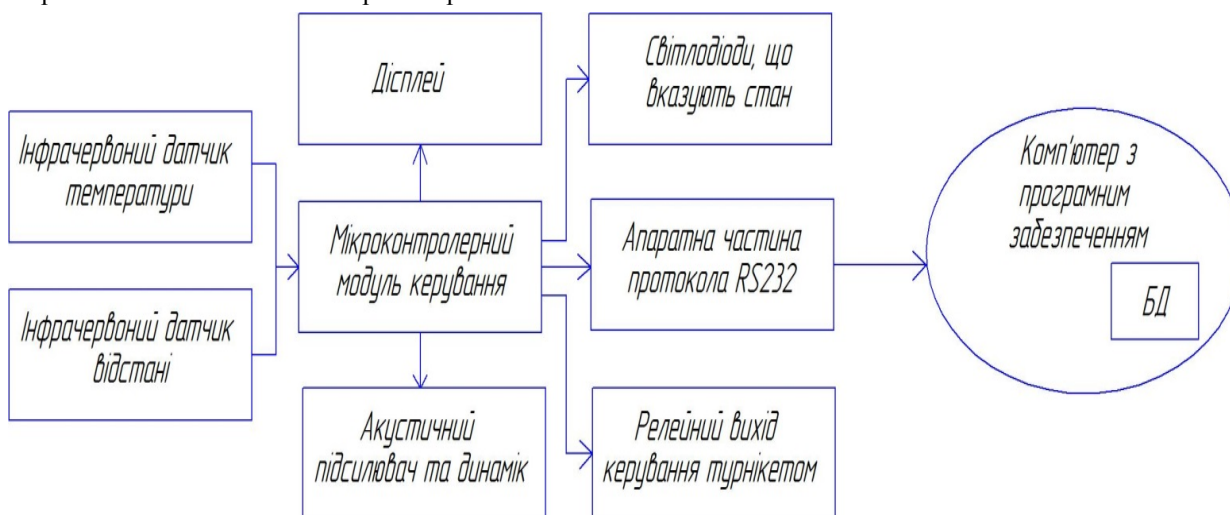 Дісплей
Світлодіоди, що
вказують стан
Інфрачервоний датчик
температури
Комп'ютер з
програмним
забезпеченням
Мікроконтролерний
модуль керування
Апаратна частина
протокола RS232
БД
Інфрачервоний датчик
відстані
Акустичний
підсилювач та динамік
Релейний вихід
керування турнікетом